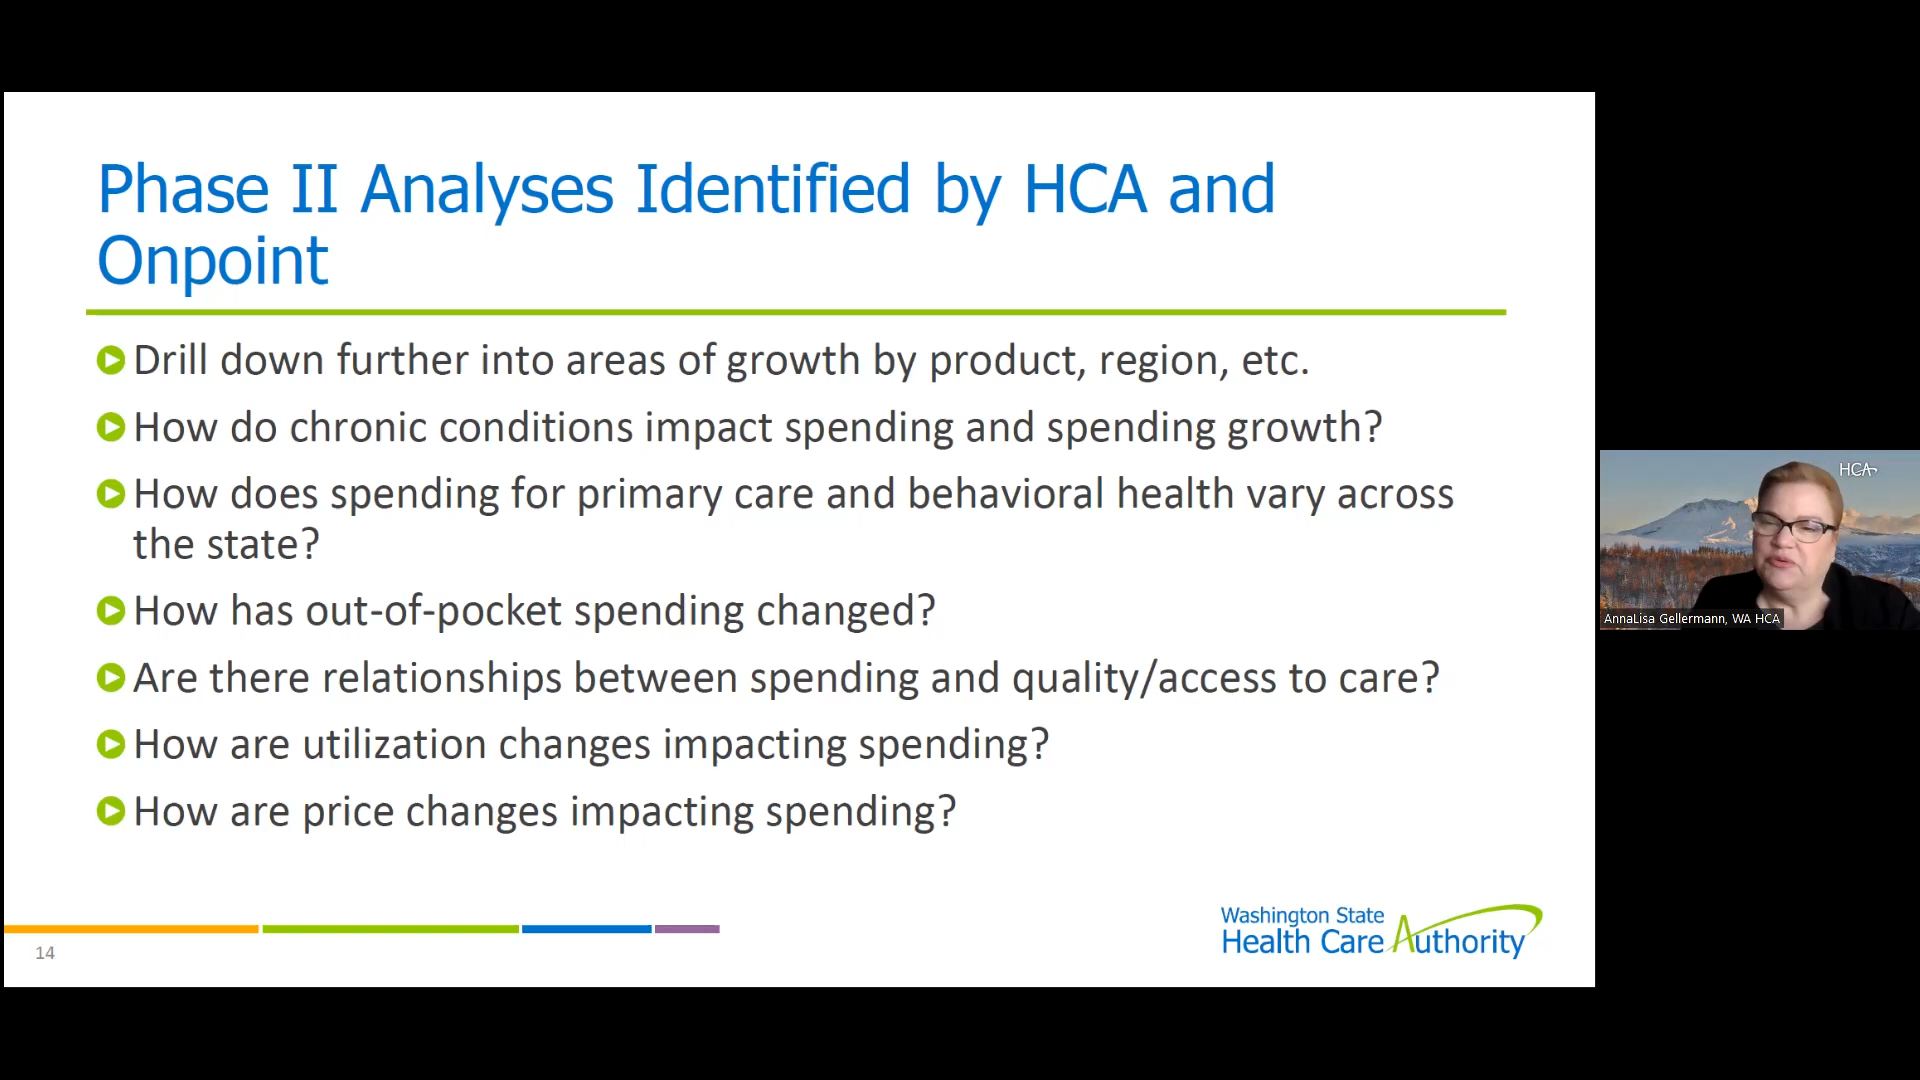 Phase II Analyses Identified by HCA and
Onpoint
Drill down further into areas of growth by product, region, etc.
How do chronic conditions impact spending and spending growth?
How does spending for primary care and behavioral health vary across
the state?
How has out-of-pocket spending changed?
Are there relationships between spending and quality/access to care?
How are utilization changes impacting spending?
How are price changes impacting spending?
14
Washington State
Health Care Authority
HCA
AnnaLisa Gellermann, WA HCA